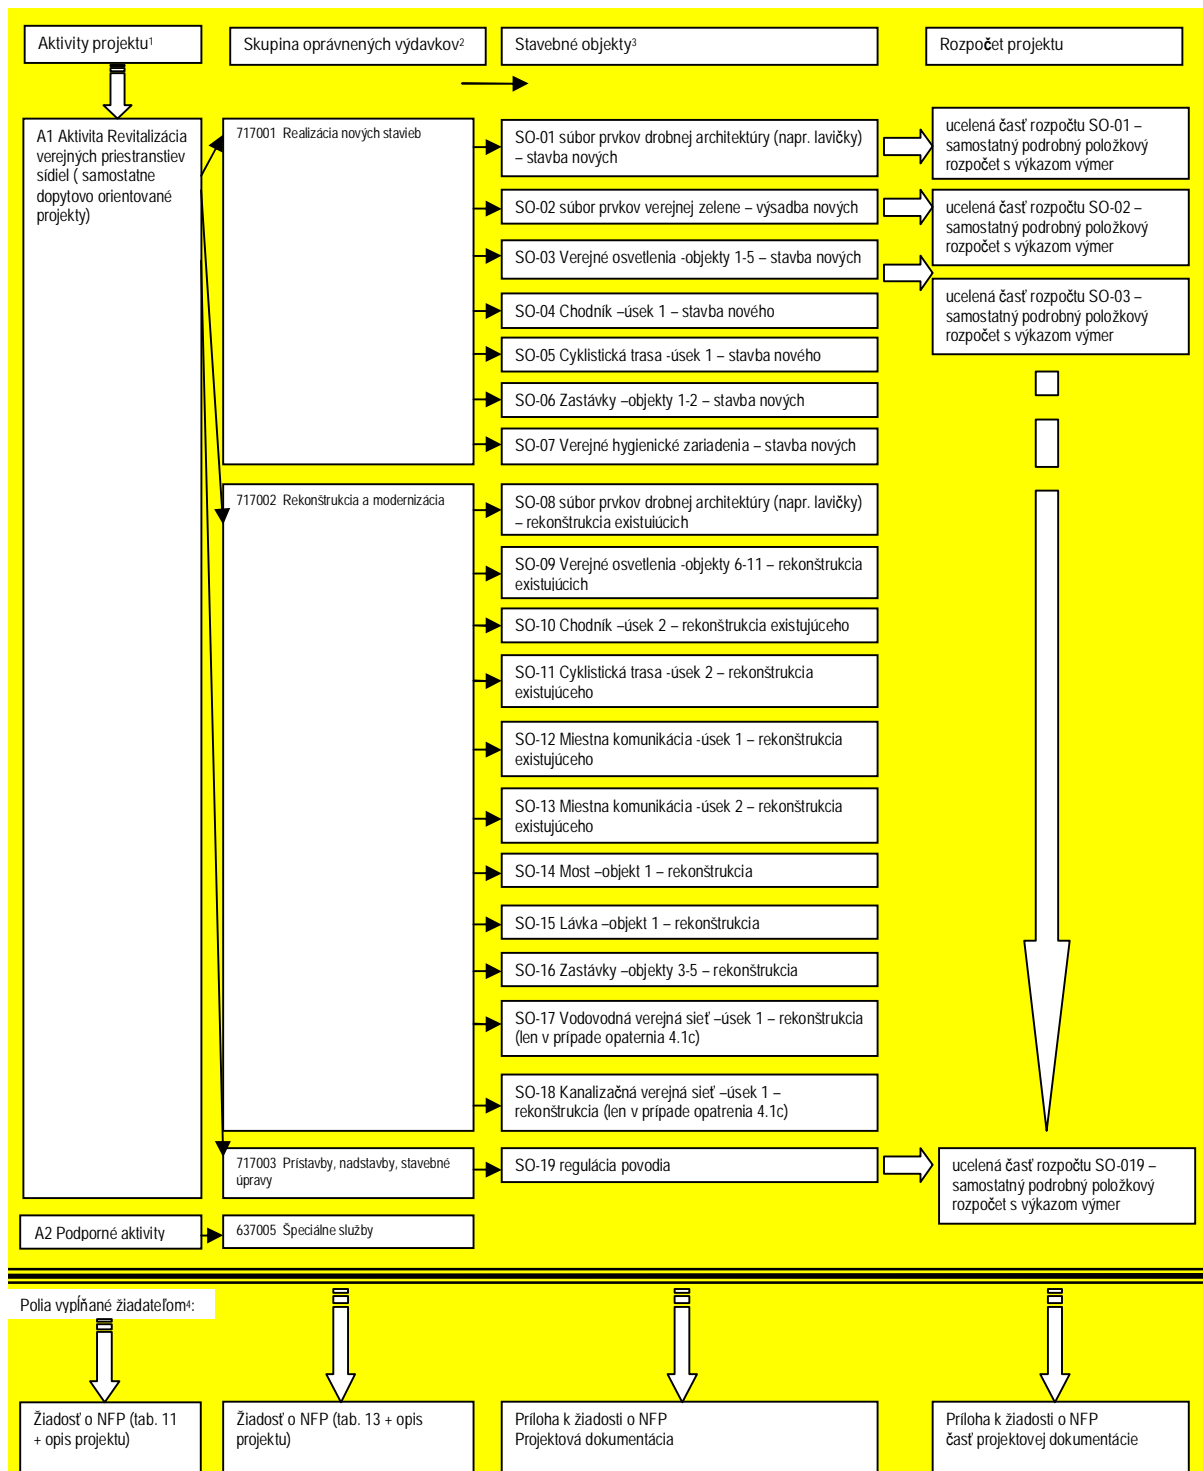 Aktivity projektu¹
Skupina oprávnených výdavkov²
Stavebné objekty³
Rozpočet projektu
A1 Aktivita Revitalizácia
verejných priestranstiev
sídiel ( samostatne
dopytovo orientované
projekty)
717001 Realizácia nových stavieb
SO-01 súbor prvkov drobnej architektúry (napr. lavičky)
– stavba nových
SO-02 súbor prvkov verejnej zelene – výsadba nových
SO-03 Verejné osvetlenia -objekty 1-5 – stavba nových
SO-04 Chodník –úsek 1 – stavba nového
SO-05 Cyklistická trasa -úsek 1 – stavba nového
SO-06 Zastávky –objekty 1-2 – stavba nových
SO-07 Verejné hygienické zariadenia – stavba nových
ucelená časť rozpočtu SO-01 –
samostatný podrobný položkový
rozpočet s výkazom výmer
ucelená časť rozpočtu SO-02 –
samostatný podrobný položkový
rozpočet s výkazom výmer
ucelená časť rozpočtu SO-03 –
samostatný podrobný položkový
rozpočet s výkazom výmer
717002 Rekonštrukcia a modernizácia
SO-08 súbor prvkov drobnej architektúry (napr. lavičky)
– rekonštrukcia existujúcich
SO-09 Verejné osvetlenia -objekty 6-11 – rekonštrukcia
existujúcich
SO-10 Chodník –úsek 2 – rekonštrukcia existujúceho
SO-11 Cyklistická trasa -úsek 2 – rekonštrukcia
existujúceho
SO-12 Miestna komunikácia -úsek 1 – rekonštrukcia
existujúceho
SO-13 Miestna komunikácia -úsek 2 – rekonštrukcia
existujúceho
SO-14 Most –objekt 1 – rekonštrukcia
SO-15 Lávka –objekt 1 – rekonštrukcia
SO-16 Zastávky –objekty 3-5 – rekonštrukcia
SO-17 Vodovodná verejná sieť –úsek 1 – rekonštrukcia
(len v prípade opaternia 4.1c)
SO-18 Kanalizačná verejná sieť –úsek 1 –
rekonštrukcia (len v prípade opatrenia 4.1c)
717003 Prístavby, nadstavby, stavebné
úpravy
SO-19 regulácia povodia
ucelená časť rozpočtu SO-019 –
samostatný podrobný položkový
rozpočet s výkazom výmer
A2 Podporné aktivity
637005 Špeciálne služby
Polia vypĺňané žiadateľom⁴:
Žiadosť o NFP (tab. 11
+ opis projektu)
Žiadosť o NFP (tab. 13 + opis
projektu)
Príloha k žiadosti o NFP
Projektová dokumentácia
Príloha k žiadosti o NFP
časť projektovej dokumentácie